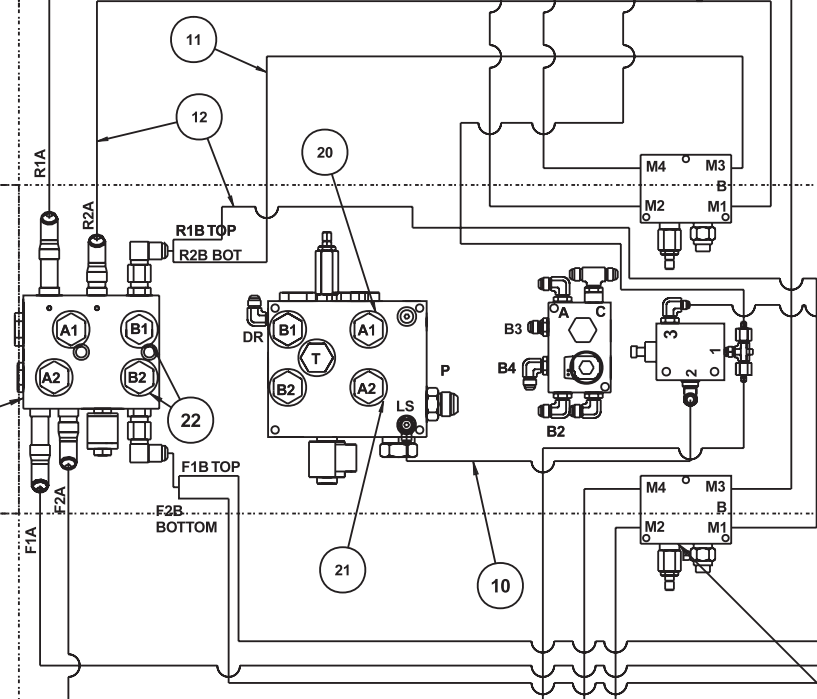 11
12
20
R1A
R2A
R1B TOP
R2B BOT
M4 M3
B
M2 M1
A1 B1
A2 B2
22
DR
B1 A1
T
B2 A2
LS
P
A C
B3
B4
B2
3
1
2
F1B TOP
F2B
BOTTOM
F1A
F2A
21
10
M4 M3
B
M2 M1